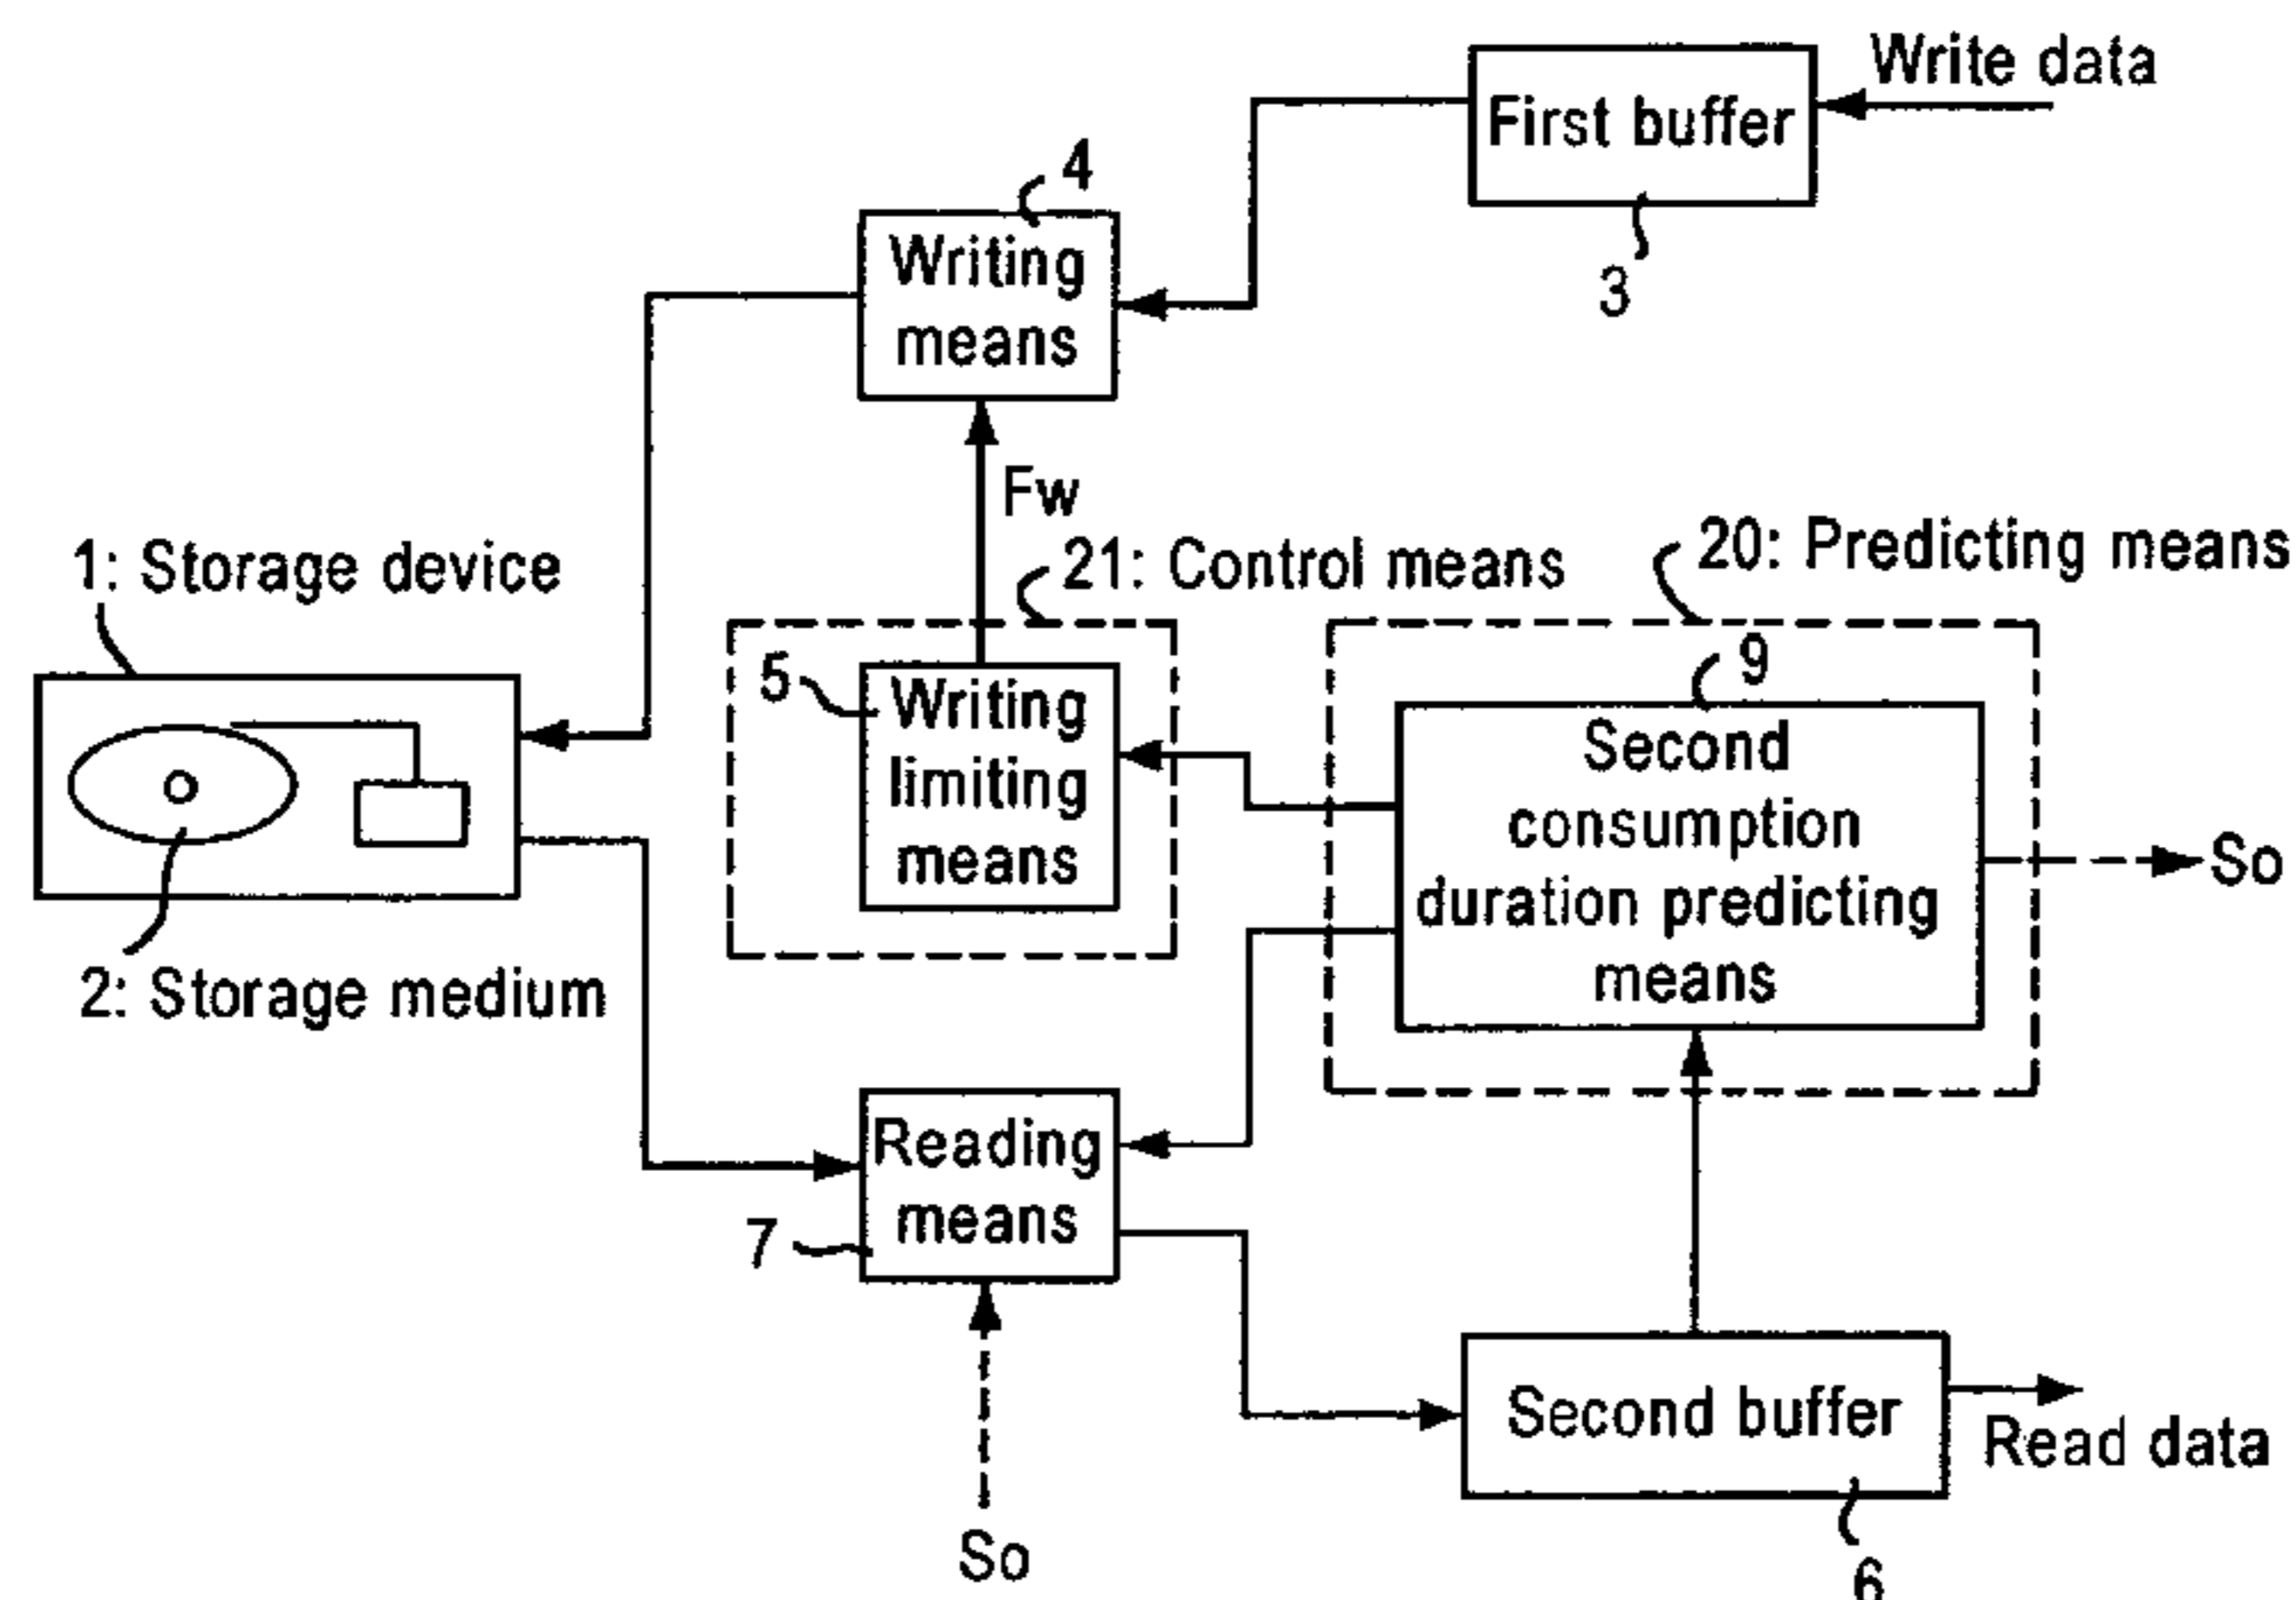 Write data
First buffer
3
4
Writing
means
Fw
1: Storage device
21: Control means
20: Predicting means
5
Writing
limiting
means
9
Second
consumption
duration predicting
means
So
2: Storage medium
Reading
means
7
So
Second buffer
Read data
6